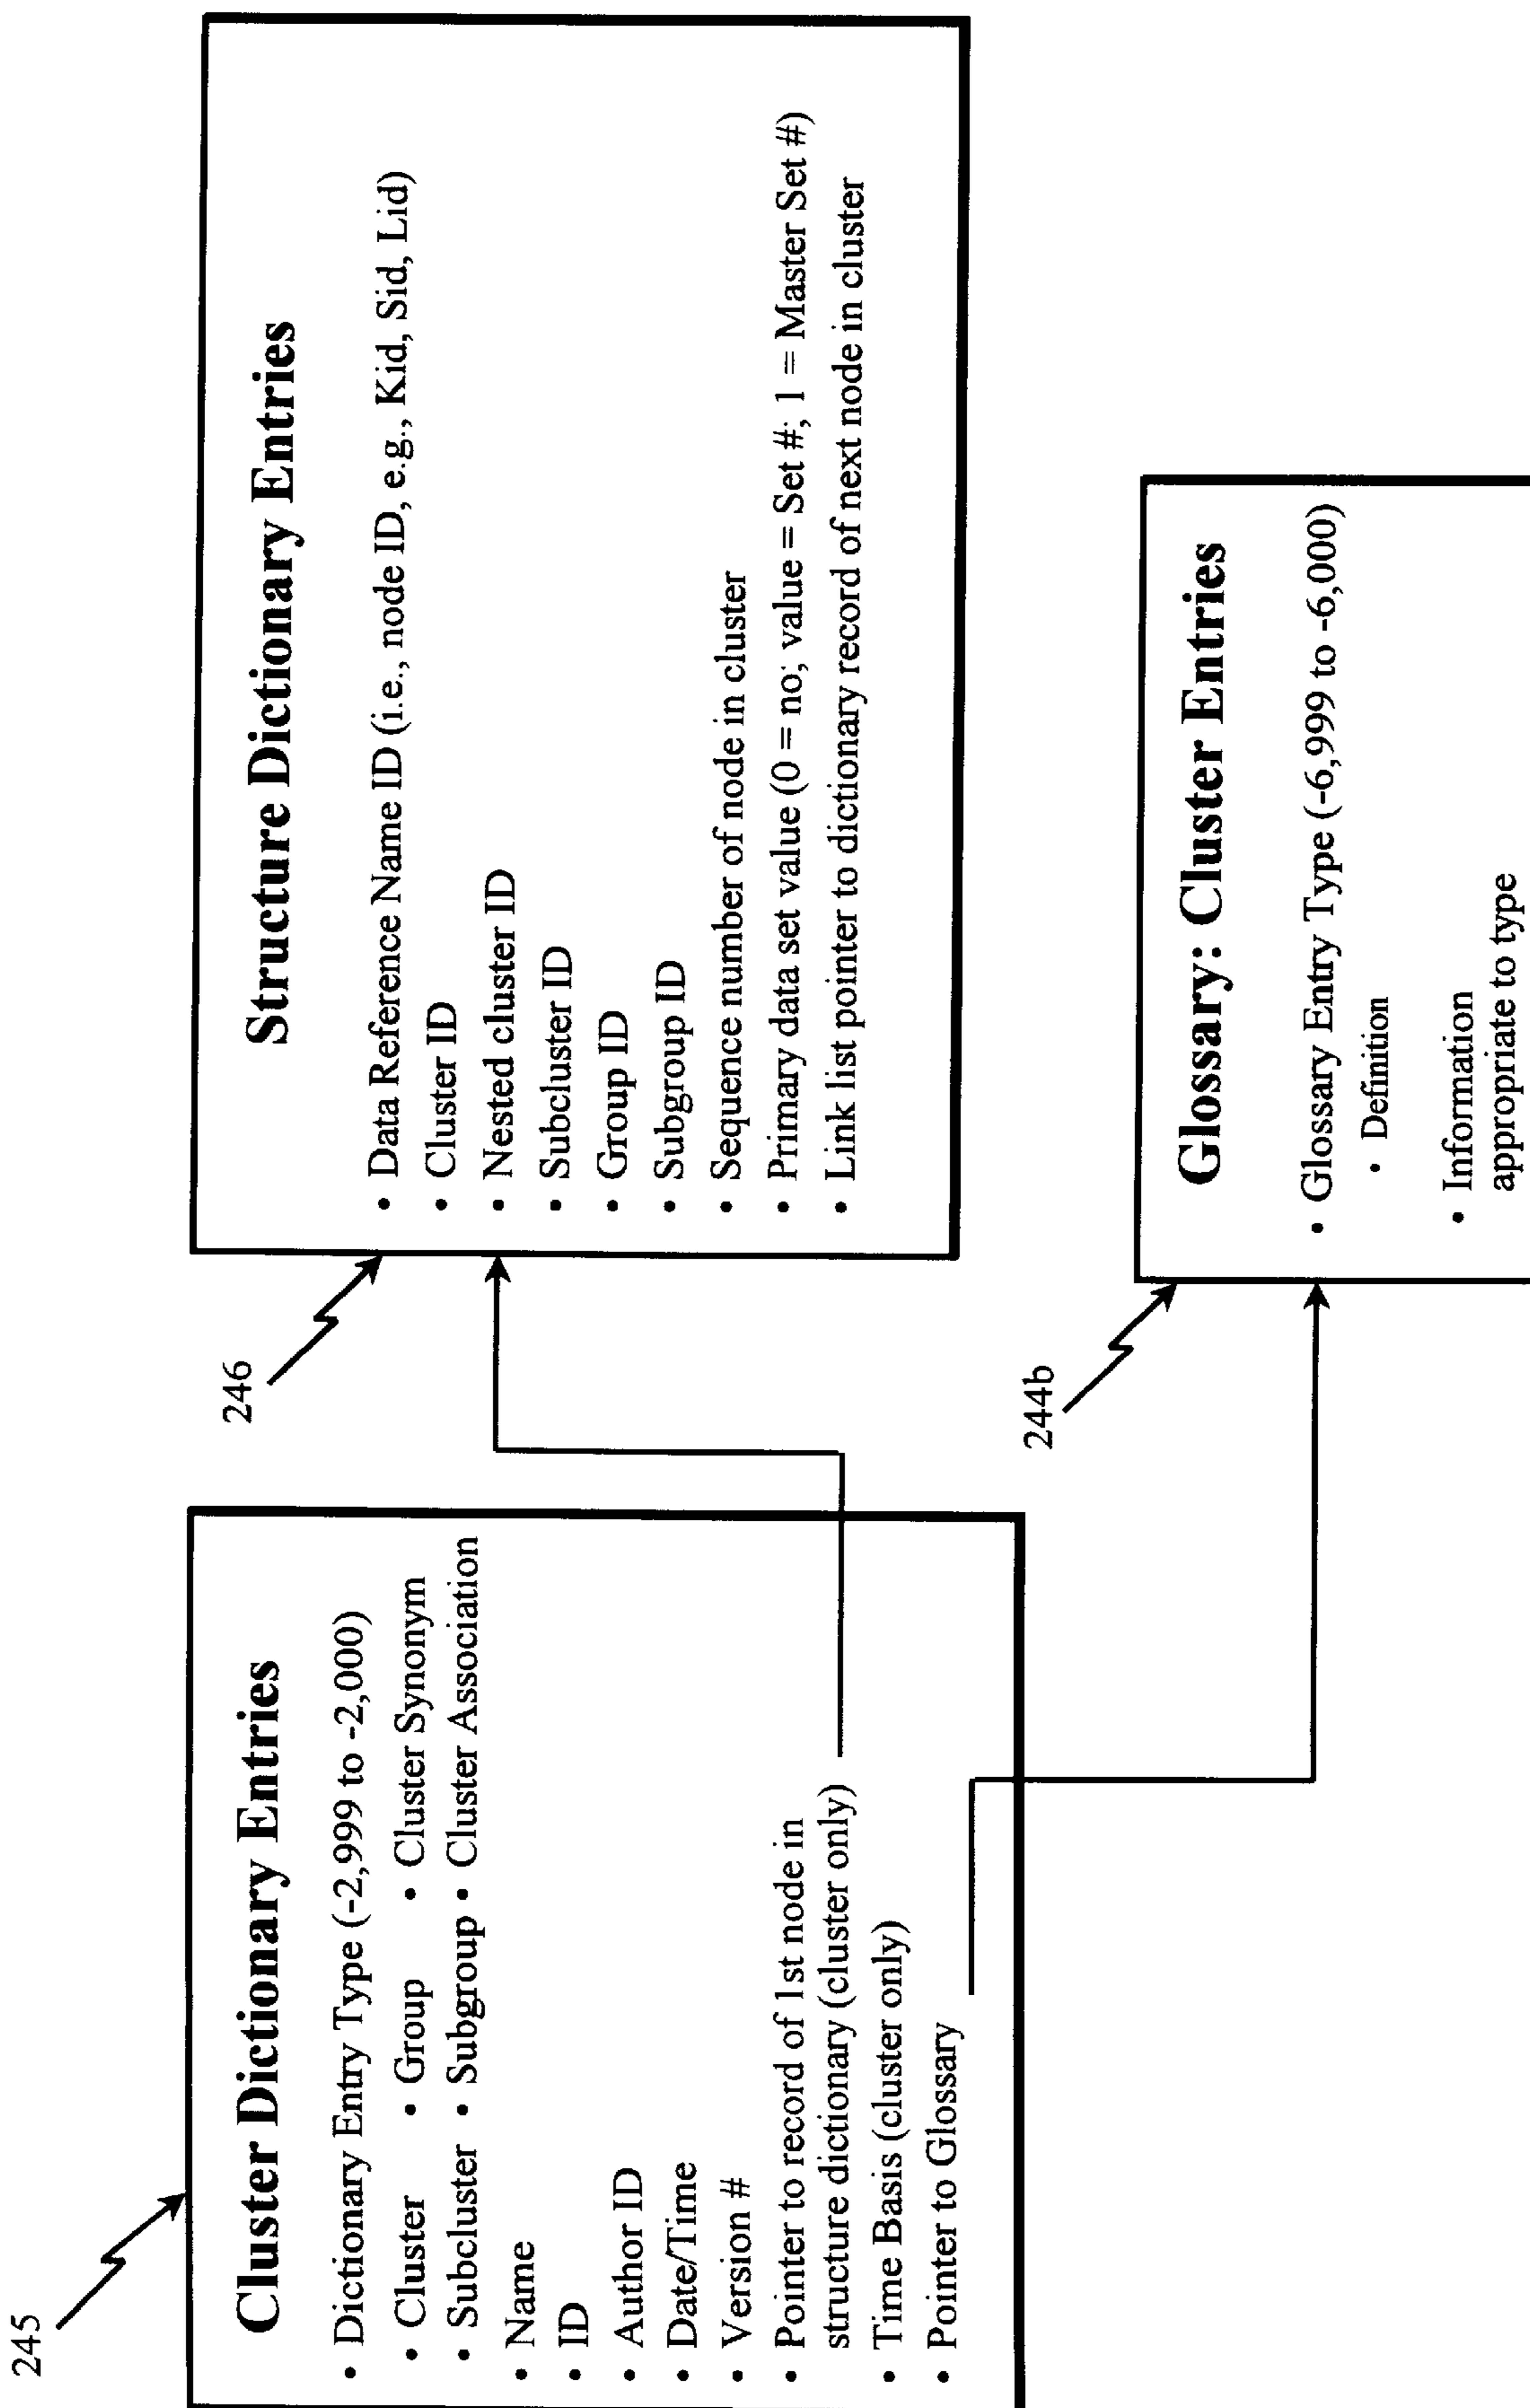 245
Cluster Dictionary Entries
• Dictionary Entry Type (-2,999 to -2,000)
• Cluster • Group • Cluster Synonym
• Subcluster • Subgroup • Cluster Association
• Name
• ID
• Author ID
• Date/Time
• Version #
• Pointer to record of 1st node in
structure dictionary (cluster only)
• Time Basis (cluster only)
• Pointer to Glossary
246
Structure Dictionary Entries
• Data Reference Name ID (i.e., node ID, e.g., Kid, Sid, Lid)
• Cluster ID
• Nested cluster ID
• Subcluster ID
• Group ID
• Subgroup ID
• Sequence number of node in cluster
• Primary data set value (0 = no; value = Set #; 1 = Master Set #)
• Link list pointer to dictionary record of next node in cluster
244b
Glossary: Cluster Entries
• Glossary Entry Type (-6,999 to -6,000)
• Definition
• Information
appropriate to type